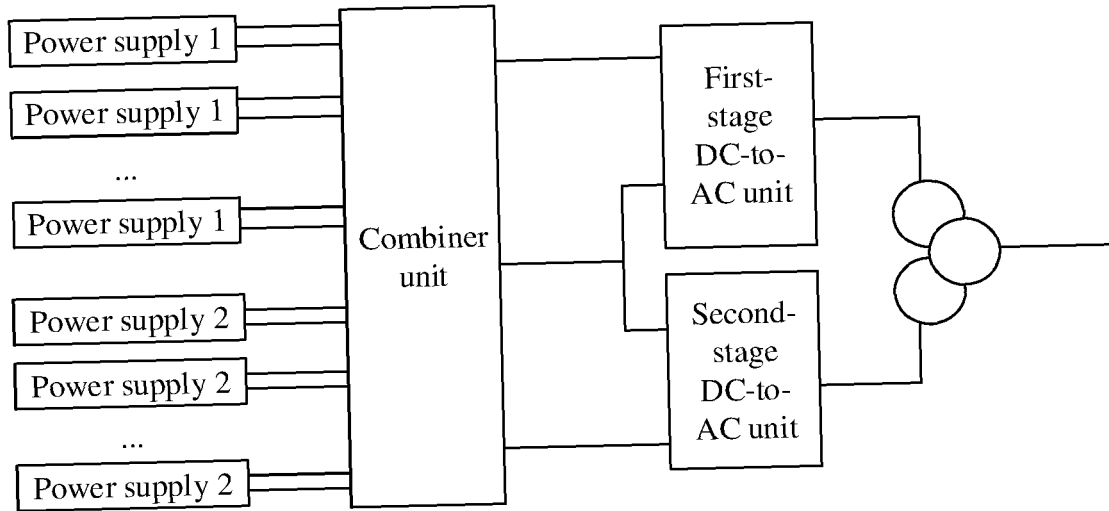 Power supply 1
Power supply 1
...
Power supply 1
Power supply 2
Power supply 2
...
Power supply 2
Combiner
unit
First-
stage
DC-to-
AC unit
Second-
stage
DC-to-
AC unit